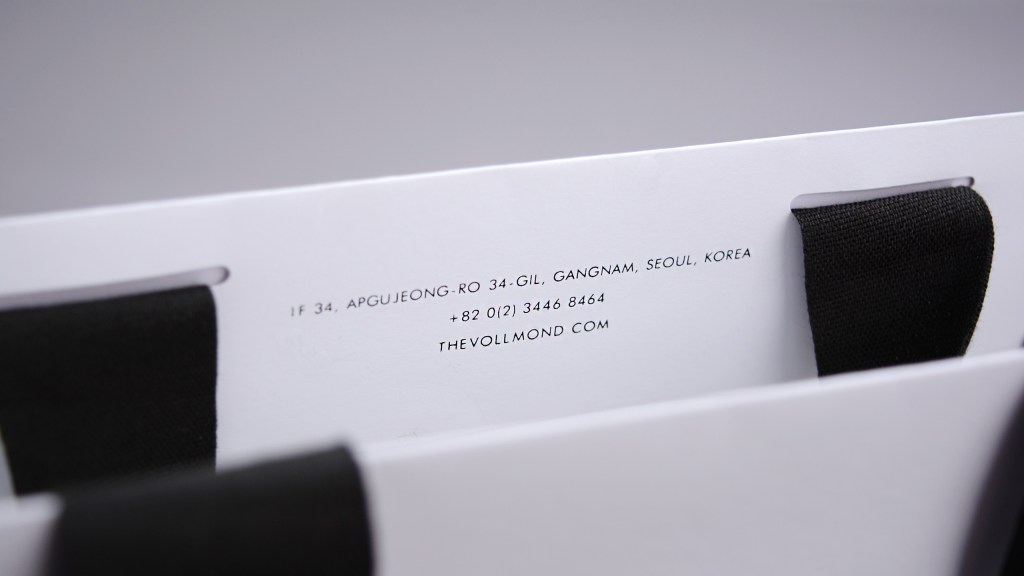 1F 34, APGUJEONG-RO 34-GIL, GANGNAM, SEOUL, KOREA
+82 0(2) 3446 8464
THEVOLLMOND.COM